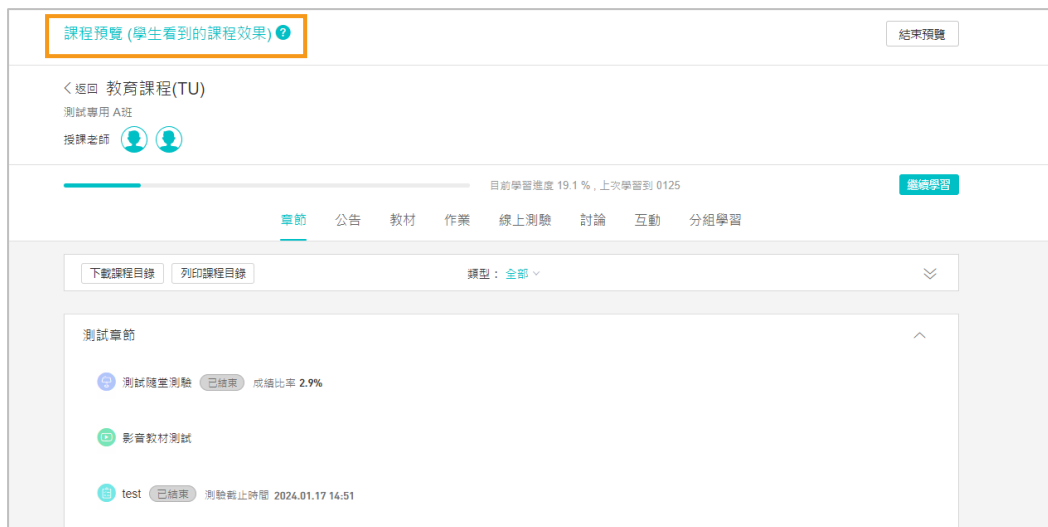 課程預覽 (學生看到的課程效果) ?
結束預覽
返回 教育課程(TU)
測試專用 A班
授課老師
目前學習進度 19.1 % , 上次學習到 0125
繼續學習
章節 公告 教材 作業 線上測驗 討論 互動 分組學習
下載課程目錄 列印課程目錄 類型： 全部
測試章節
測試隨堂測驗 已結束 成績比率 2.9%
影音教材測試
test 已結束 測驗截止時間 2024.01.17 14:51